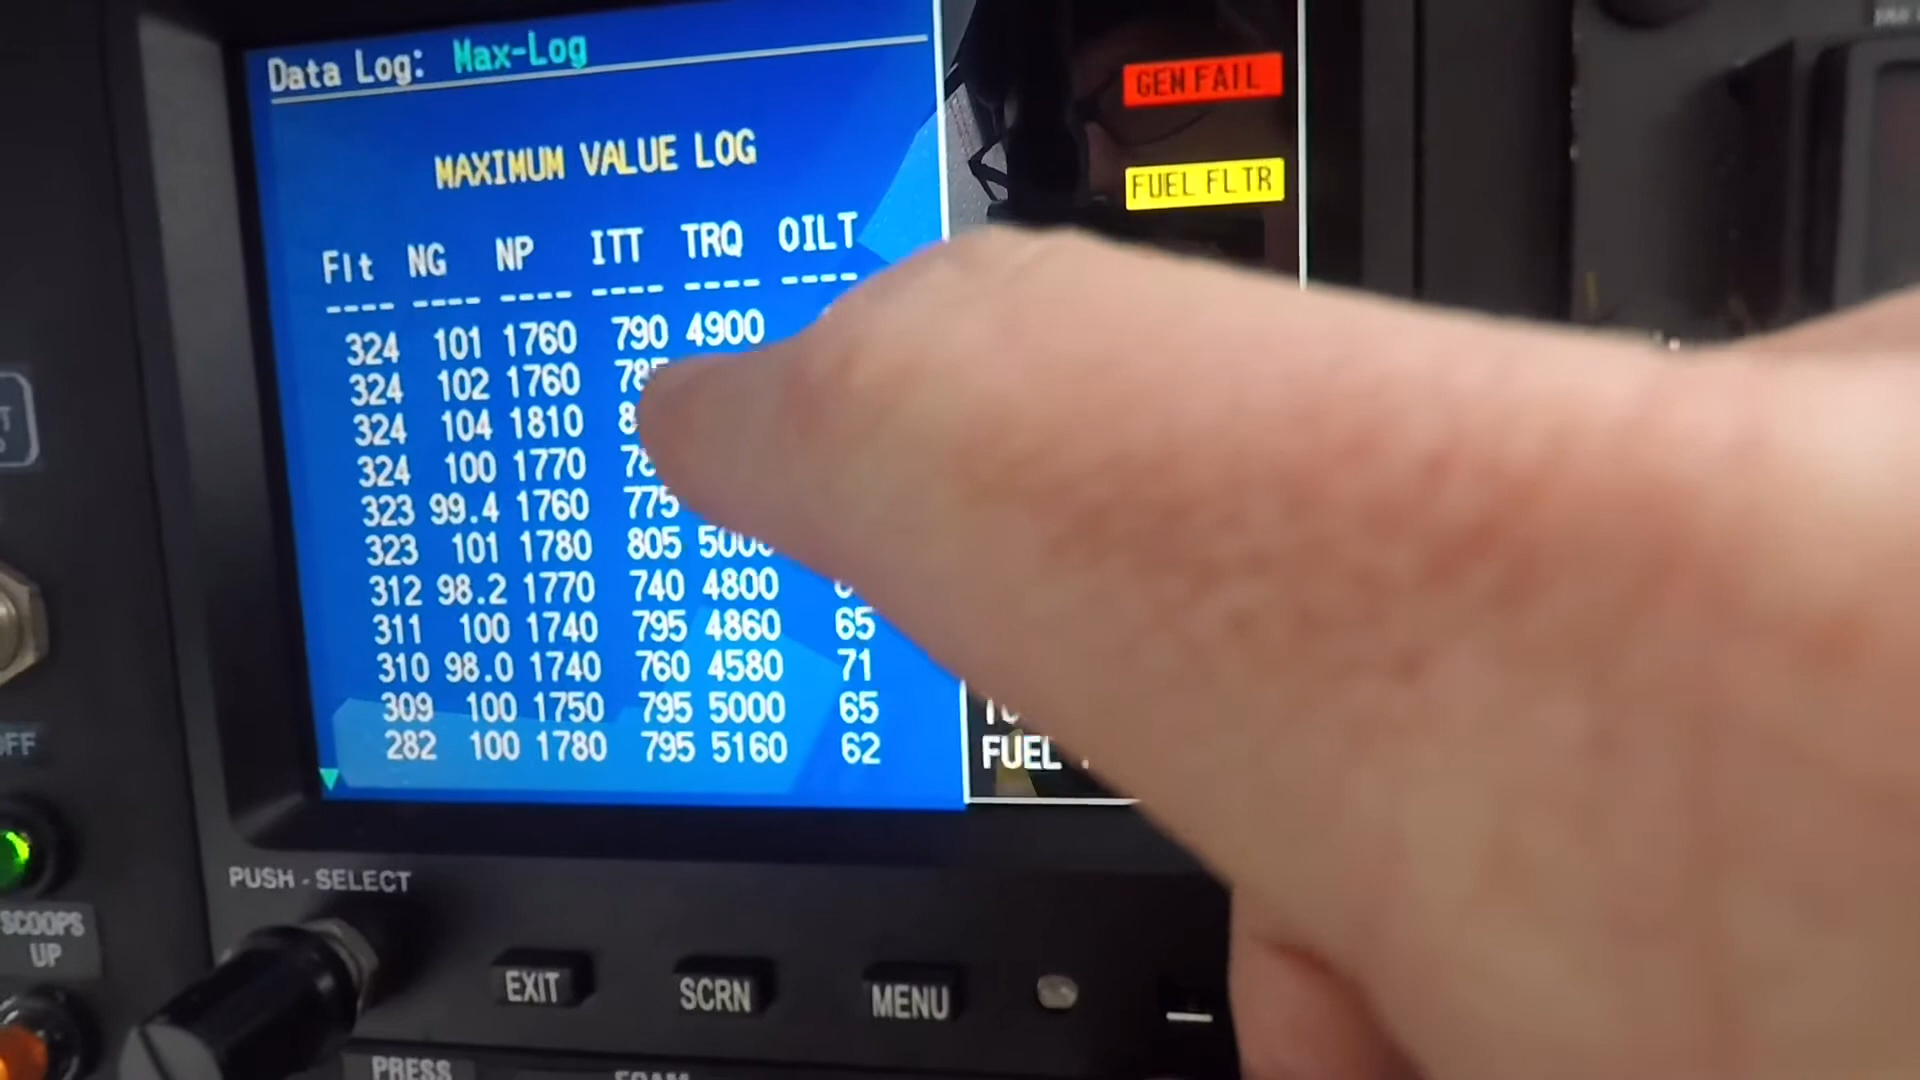 Data Log: Max-Log
MAXIMUM VALUE LOG
Flt NG NP ITT TRQ OILT
324 101 1760 790 4900
324 102 1760
324 104 1810
324 100 1770
323 99.4 1760 775
323 101 1780 805
312 98.2 1770 740 4800
311 100 1740 795 4860 65
310 98.0 1740 760 4580 71
309 100 1750 795 5000 65
282 100 1780 795 5160 62
GEN FAIL
FUEL FLTR
FUEL
PUSH - SELECT
SCOOPS
UP
EXIT SCRN MENU
PRESS
FOAM